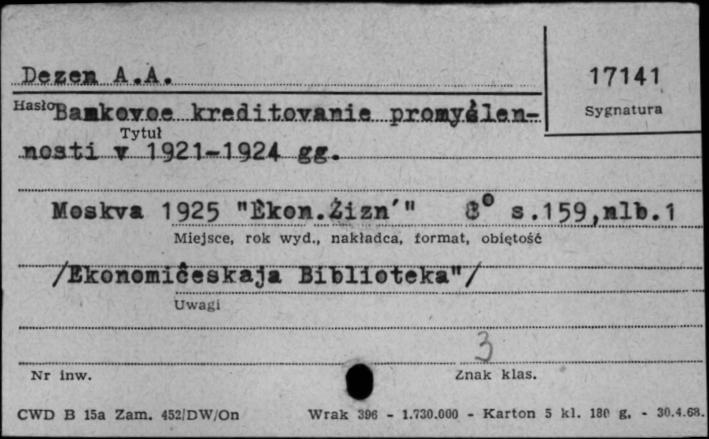 Dezen A.A.
17141
Hasło
Sygnatura
Bankovoe kreditovanie promyšlen-
Tytuł
nosti v 1921-1924 gg.
Moskva 1925 "Ekon.Žizn'" 8° s.159,nlb.1
Miejsce, rok wyd., nakładca, format, objętość
/Ekonomičeskaja Biblioteka"/
Uwagi
3
Nr inw.
Znak klas.
CWD B 15a Zam. 452/DW/On Wrak 396 - 1.730.000 - Karton 5 kl. 180 g. - 30.4.68.